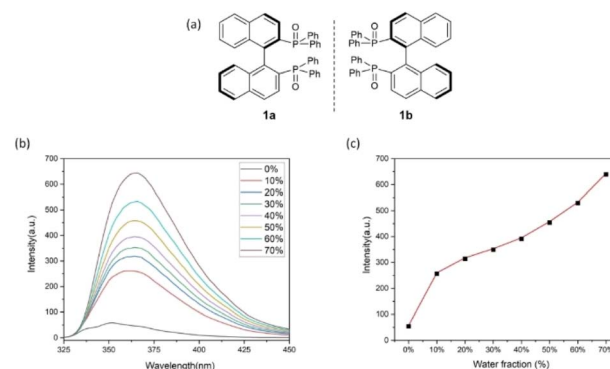 (a)
O
P Ph
Ph
P Ph
O Ph
1a
O
Ph P
Ph
Ph P
Ph O
1b
(b)
700
600
500
400
300
200
100
0
Intensity(a.u.)
325 350 375 400 425 450
Wavelength(nm)
0%
10%
20%
30%
40%
50%
60%
70%
(c)
700
600
500
400
300
200
100
0
Intensity(a.u.)
0% 10% 20% 30% 40% 50% 60% 70%
Water fraction (%)